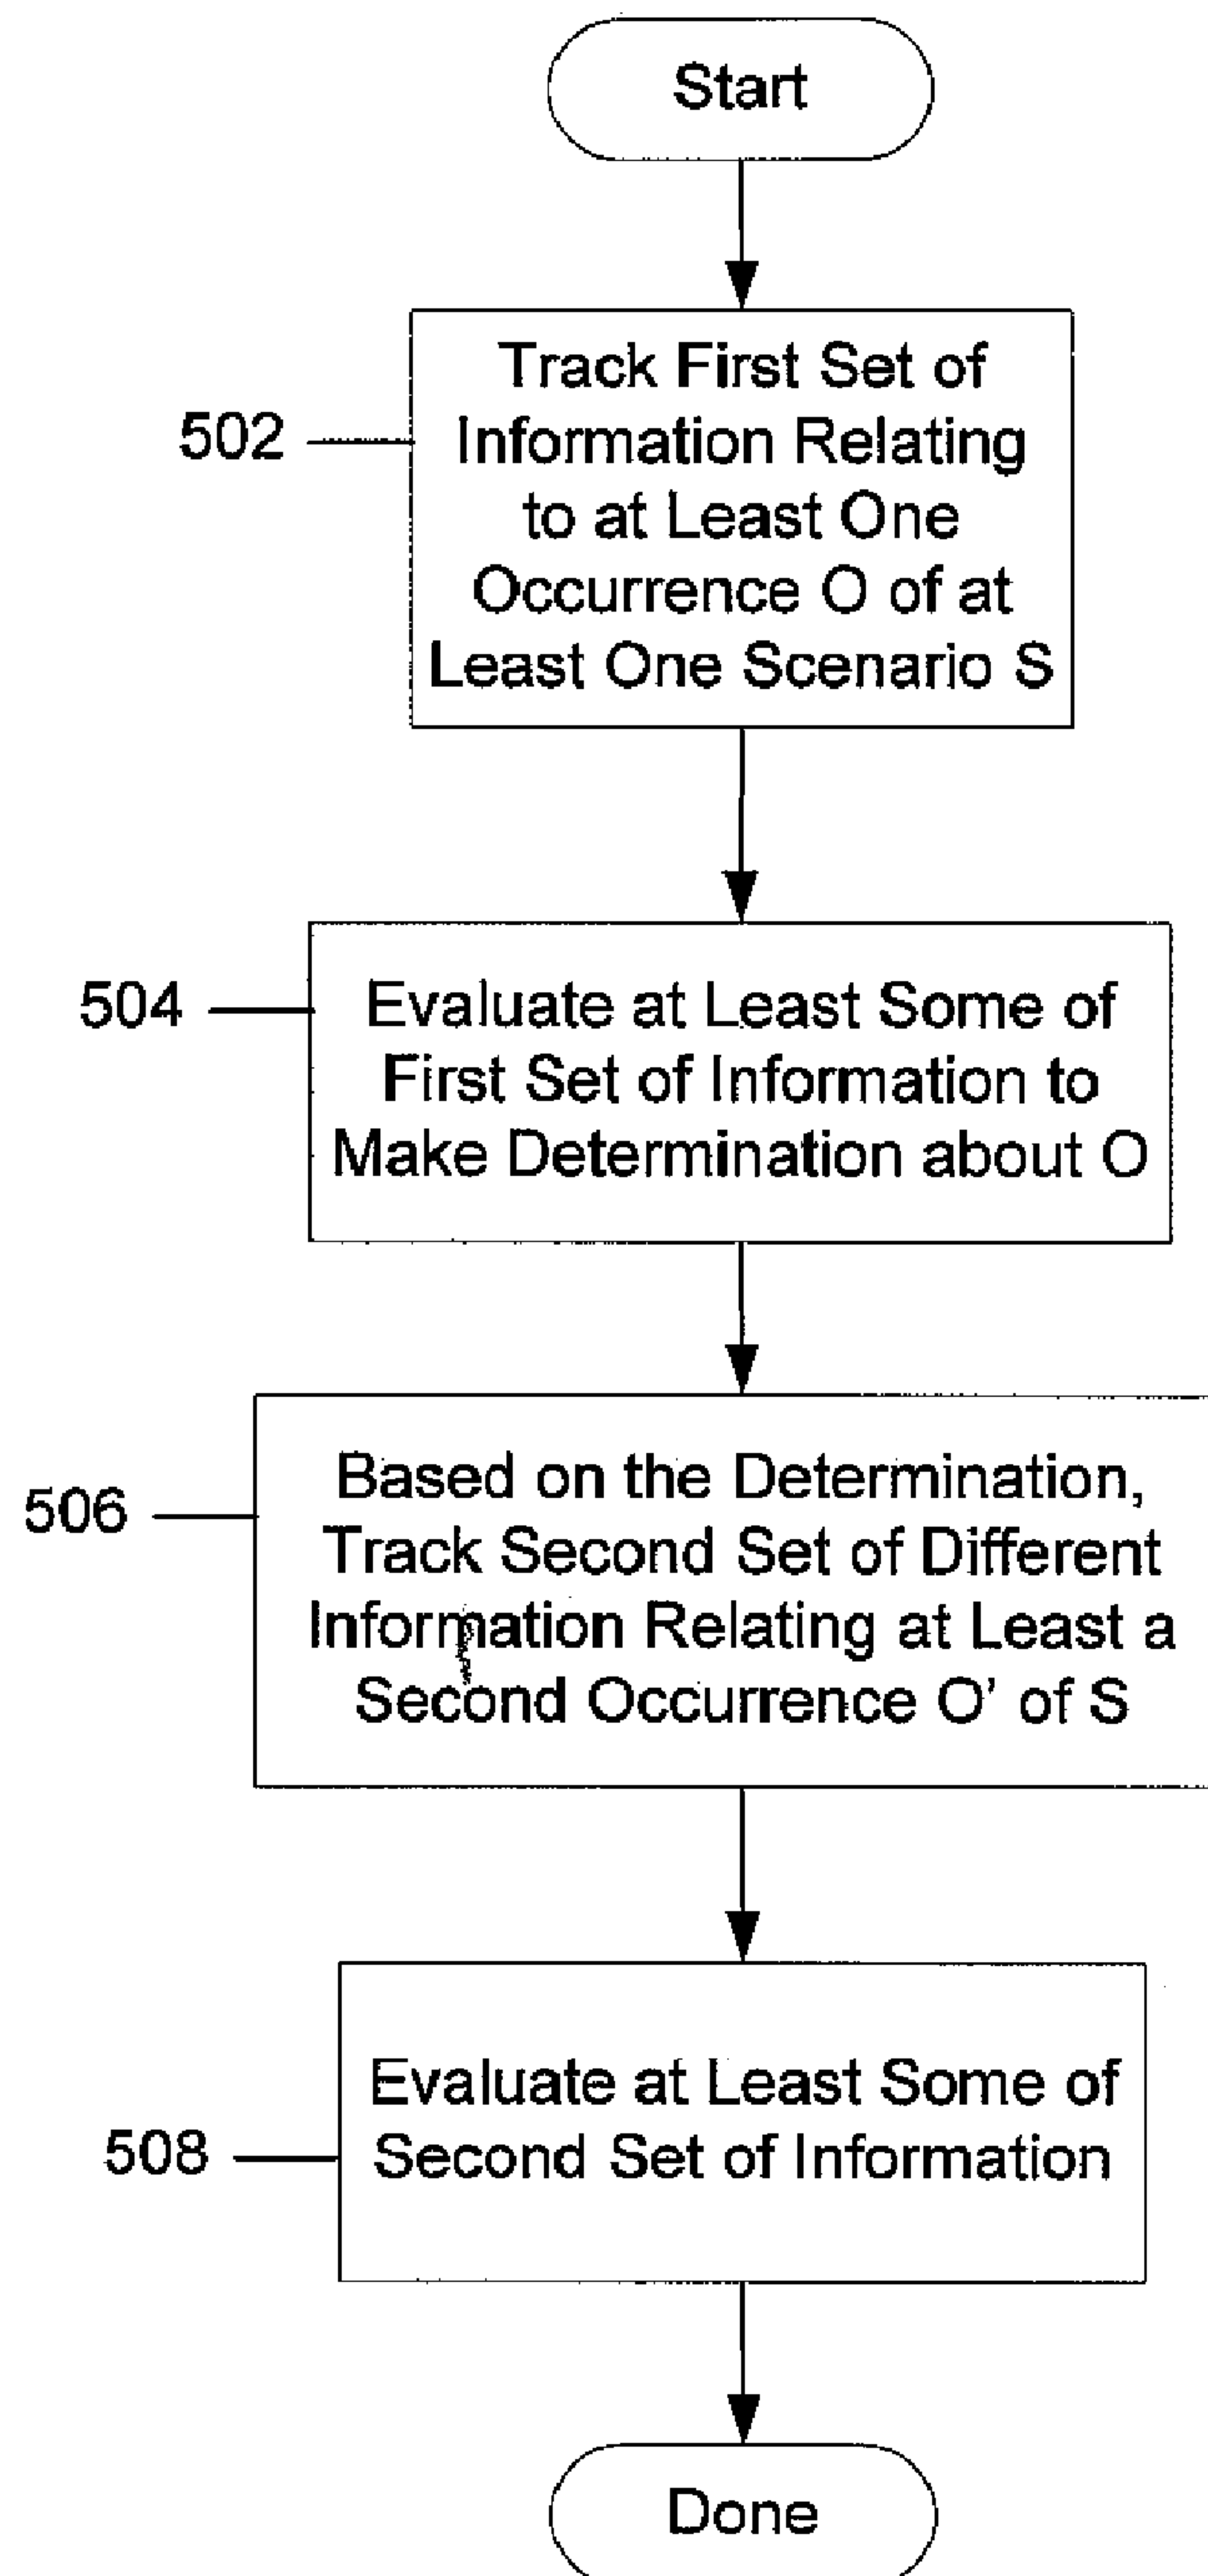 Start
502
Track First Set of
Information Relating
to at Least One
Occurrence O of at
Least One Scenario S
504
Evaluate at Least Some of
First Set of Information to
Make Determination about O
506
Based on the Determination,
Track Second Set of Different
Information Relating at Least a
Second Occurrence O' of S
508
Evaluate at Least Some of
Second Set of Information
Done